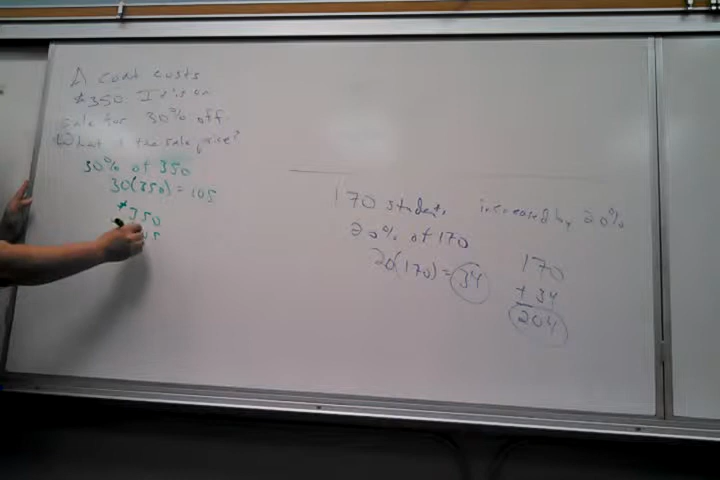 A coat costs
$350. It is on
sale for 30% off.
What is the sale price?
30% of 350
30(350) = 105
$350
170 students increased by 20%
20% of 170
20(170) = 34
170
+ 34
204